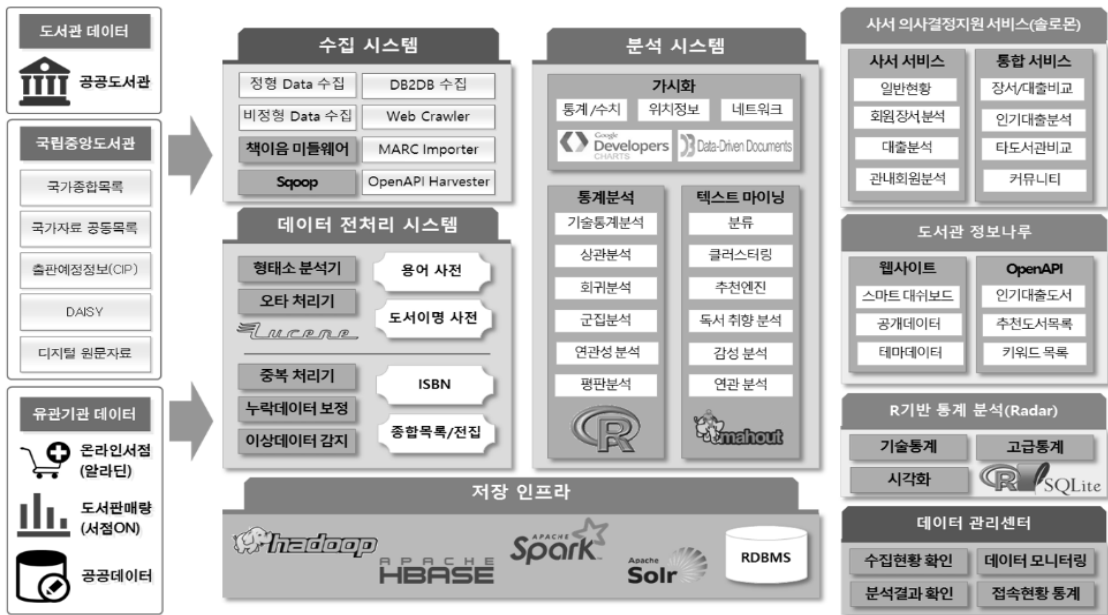 도서관 데이터
공공도서관
국립중앙도서관
국가종합목록
국가자료 공동목록
출판예정정보(CIP)
DAISY
디지털 원문자료
유관기관 데이터
온라인서점
(알라딘)
도서판매량
(서점ON)
공공데이터
수집 시스템
정형 Data 수집
DB2DB 수집
비정형 Data 수집
Web Crawler
책이음 미들웨어
MARC Importer
Sqoop
OpenAPI Harvester
데이터 전처리 시스템
형태소 분석기
용어 사전
오타 처리기
도서이명 사전
Lucene
중복 처리기
ISBN
누락데이터 보정
종합목록/전집
이상데이터 감지
분석 시스템
가시화
통계/수치
위치정보
네트워크
Google
Developers
CHARTS
Data-Driven Documents
통계분석
기술통계분석
상관분석
회귀분석
군집분석
연관성 분석
평판분석
R
텍스트 마이닝
분류
클러스터링
추천엔진
독서 취향 분석
감성 분석
연관 분석
mahout
저장 인프라
hadoop
APACHE
HBASE
APACHE
Spark
Apache
Solr
RDBMS
사서 의사결정지원 서비스(솔로몬)
사서 서비스
일반현황
회원장서분석
대출분석
관내회원분석
통합 서비스
장서/대출비교
인기대출분석
타도서관비교
커뮤니티
도서관 정보나루
웹사이트
스마트 대쉬보드
공개데이터
테마데이터
OpenAPI
인기대출도서
추천도서목록
키워드 목록
R기반 통계 분석(Radar)
기술통계
고급통계
시각화
R
SQLite
데이터 관리센터
수집현황 확인
데이터 모니터링
분석결과 확인
접속현황 통계